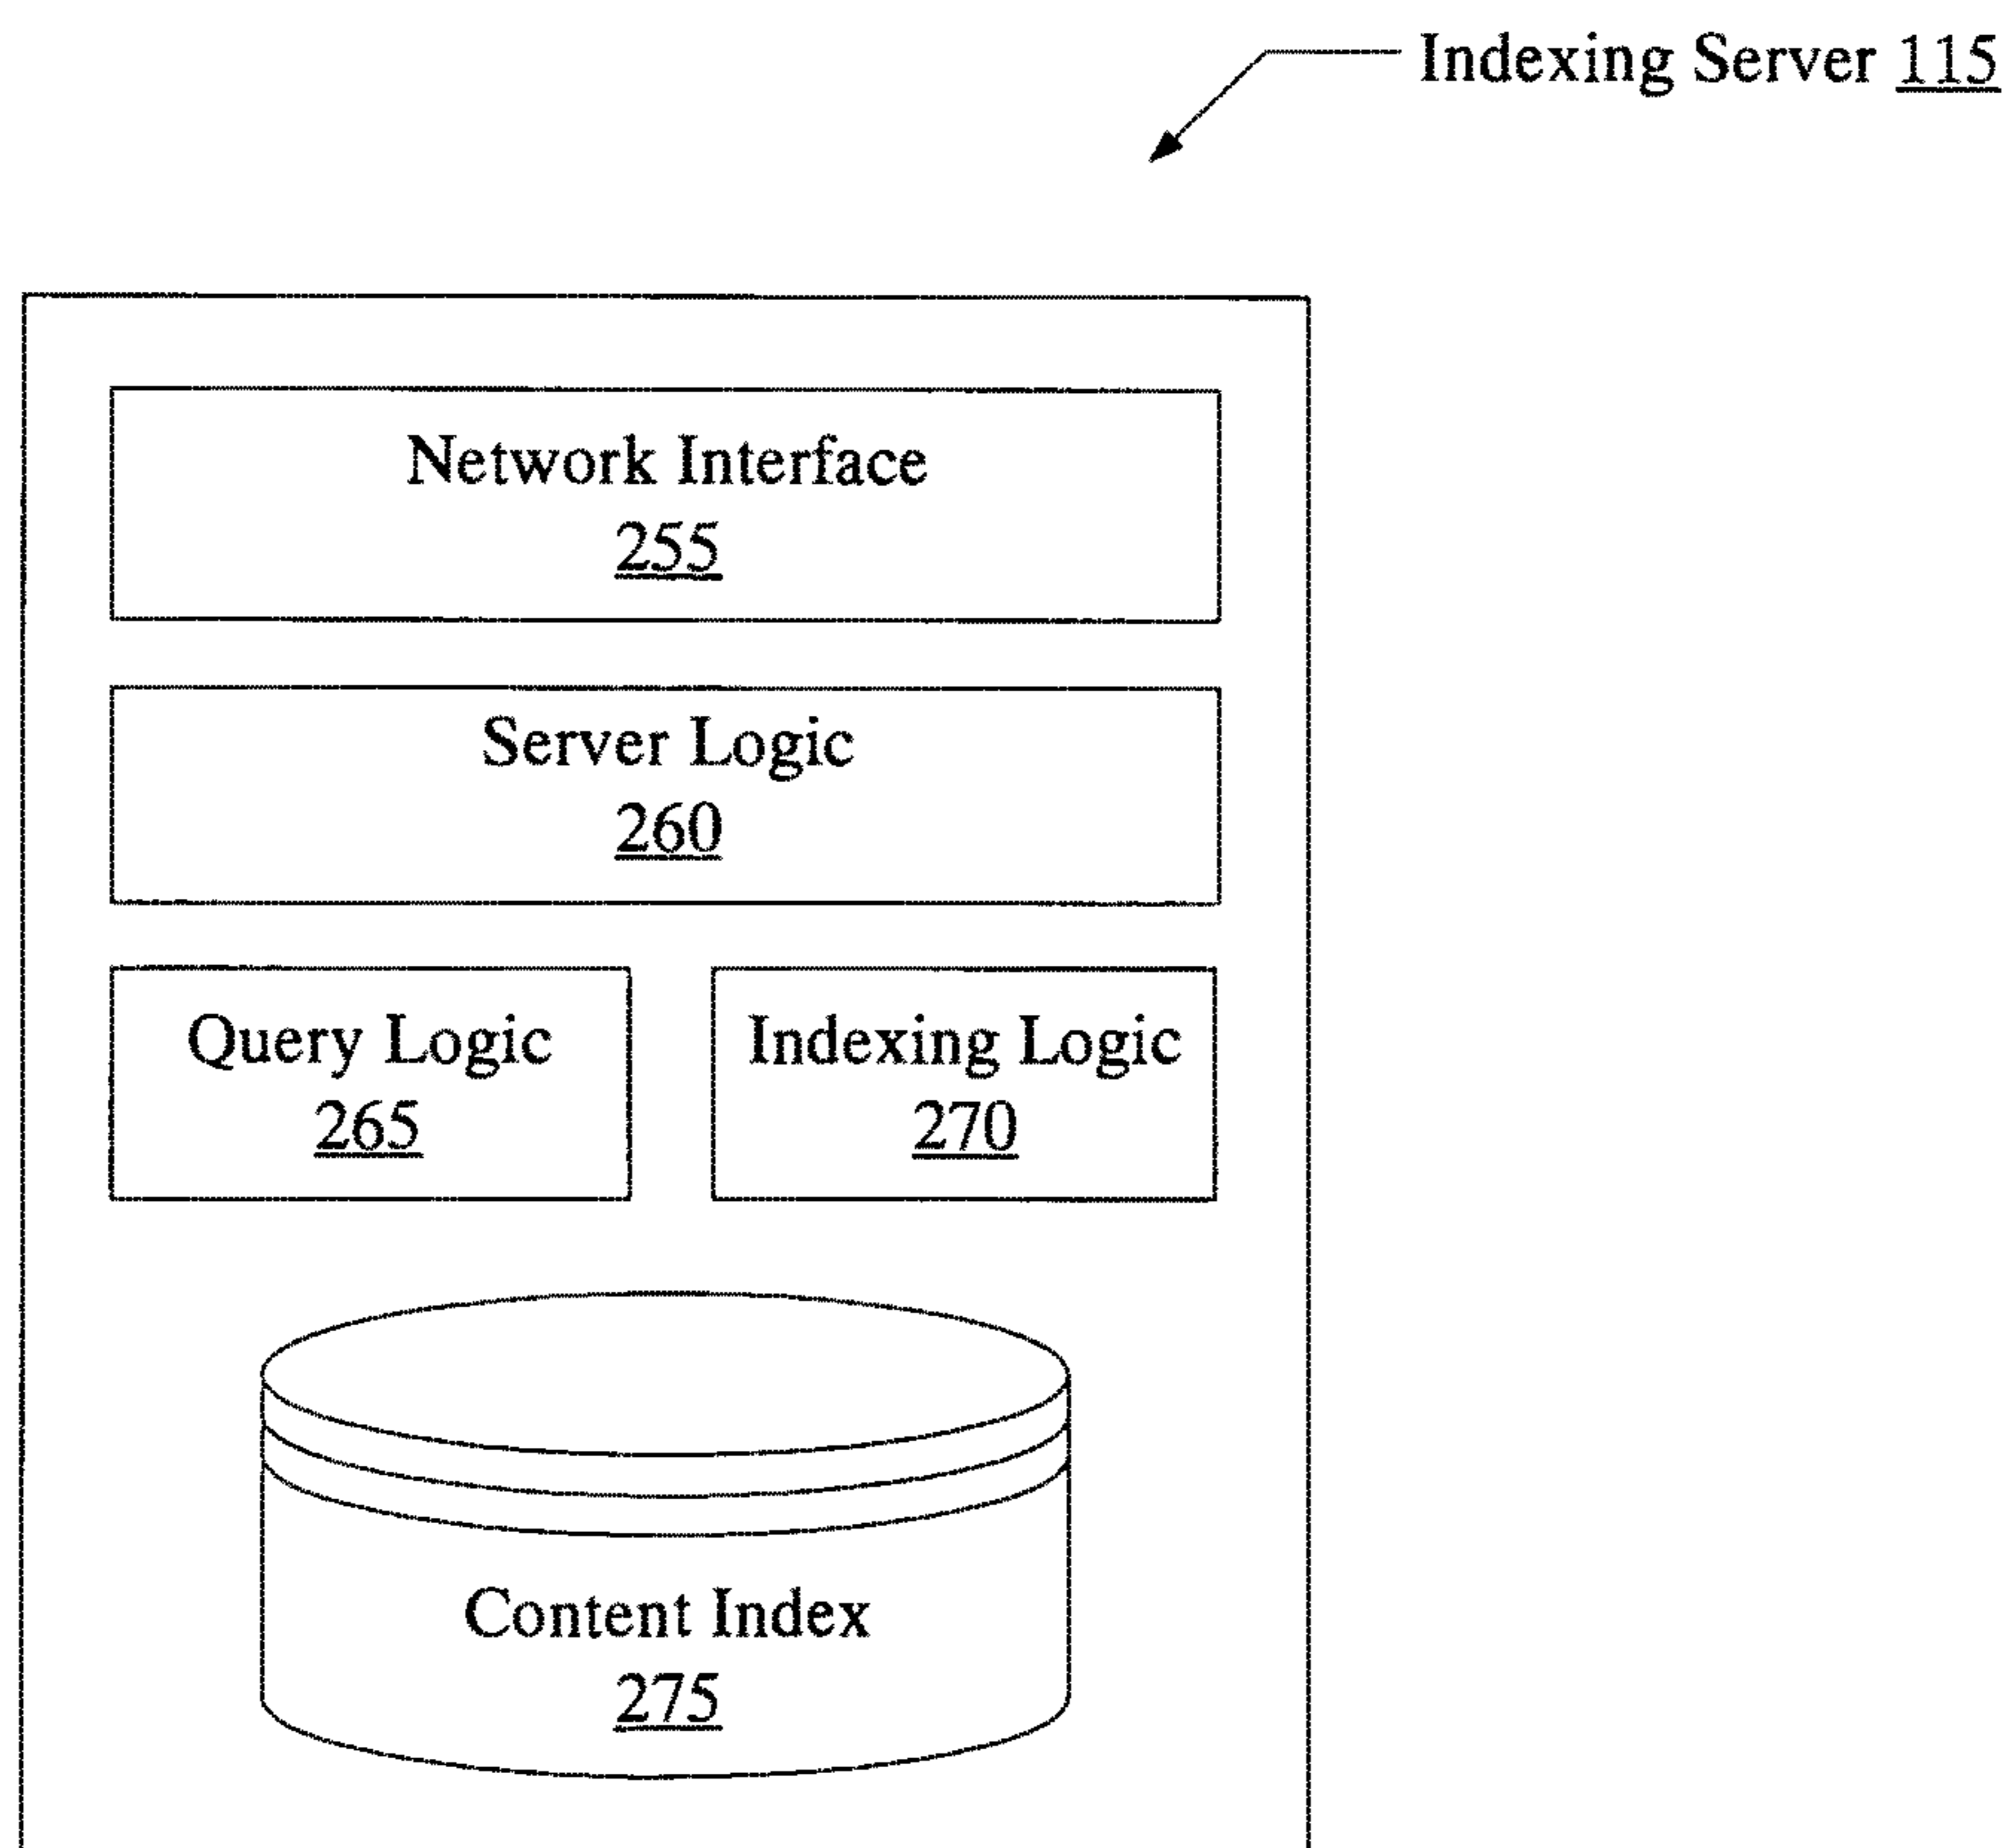 Indexing Server 115
Network Interface
255
Server Logic
260
Query Logic
265
Indexing Logic
270
Content Index
275